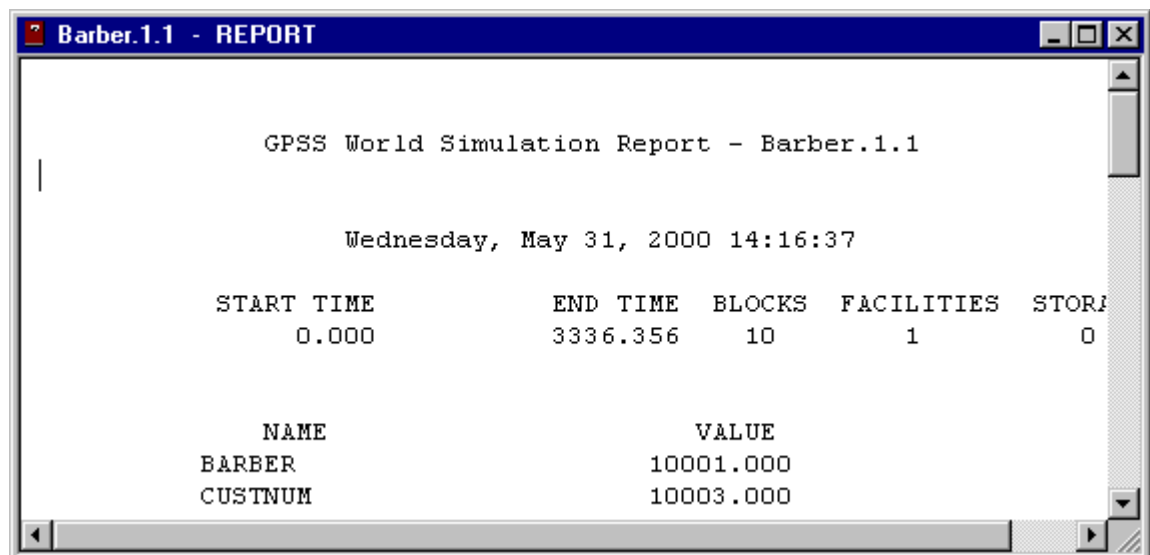 Barber.1.1 - REPORT
GPSS World Simulation Report - Barber.1.1
Wednesday, May 31, 2000 14:16:37
START TIME END TIME BLOCKS FACILITIES STORA
0.000 3336.356 10 1 0
NAME VALUE
BARBER 10001.000
CUSTNUM 10003.000